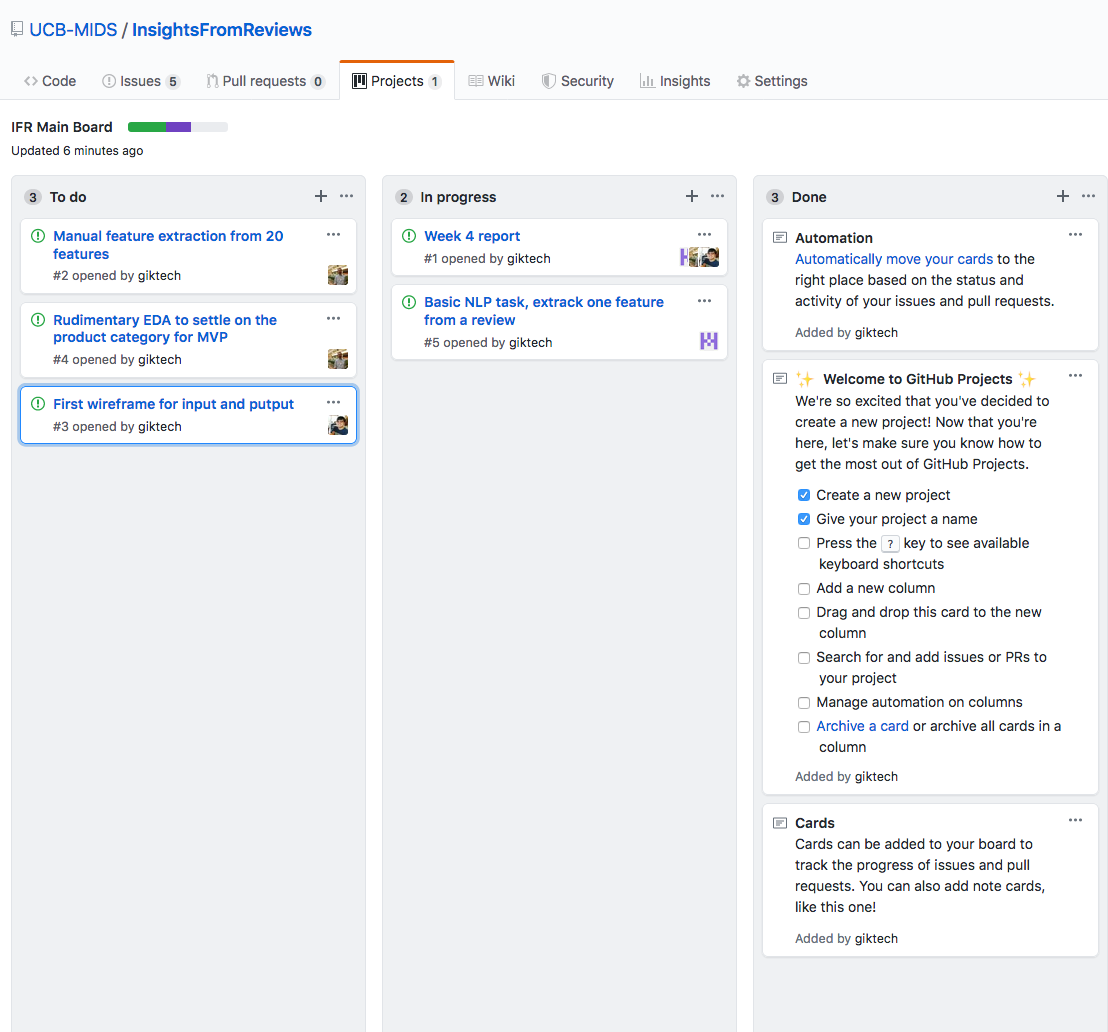 UCB-MIDS / InsightsFromReviews
Code Issues 5 Pull requests 0 Projects 1 Wiki Security Insights Settings
IFR Main Board
Updated 6 minutes ago
3 To do
Manual feature extraction from 20
features
#2 opened by giktech
Rudimentary EDA to settle on the
product category for MVP
#4 opened by giktech
First wireframe for input and putput
#3 opened by giktech
2 In progress
Week 4 report
#1 opened by giktech
Basic NLP task, extrack one feature
from a review
#5 opened by giktech
3 Done
Automation
Automatically move your cards to the
right place based on the status and
activity of your issues and pull requests.
Added by giktech
✨ Welcome to GitHub Projects ✨
We're so excited that you've decided to
create a new project! Now that you're
here, let's make sure you know how to
get the most out of GitHub Projects.
Create a new project
Give your project a name
Press the ? key to see available
keyboard shortcuts
Add a new column
Drag and drop this card to the new
column
Search for and add issues or PRs to
your project
Manage automation on columns
Archive a card or archive all cards in a
column
Added by giktech
Cards
Cards can be added to your board to
track the progress of issues and pull
requests. You can also add note cards,
like this one!
Added by giktech